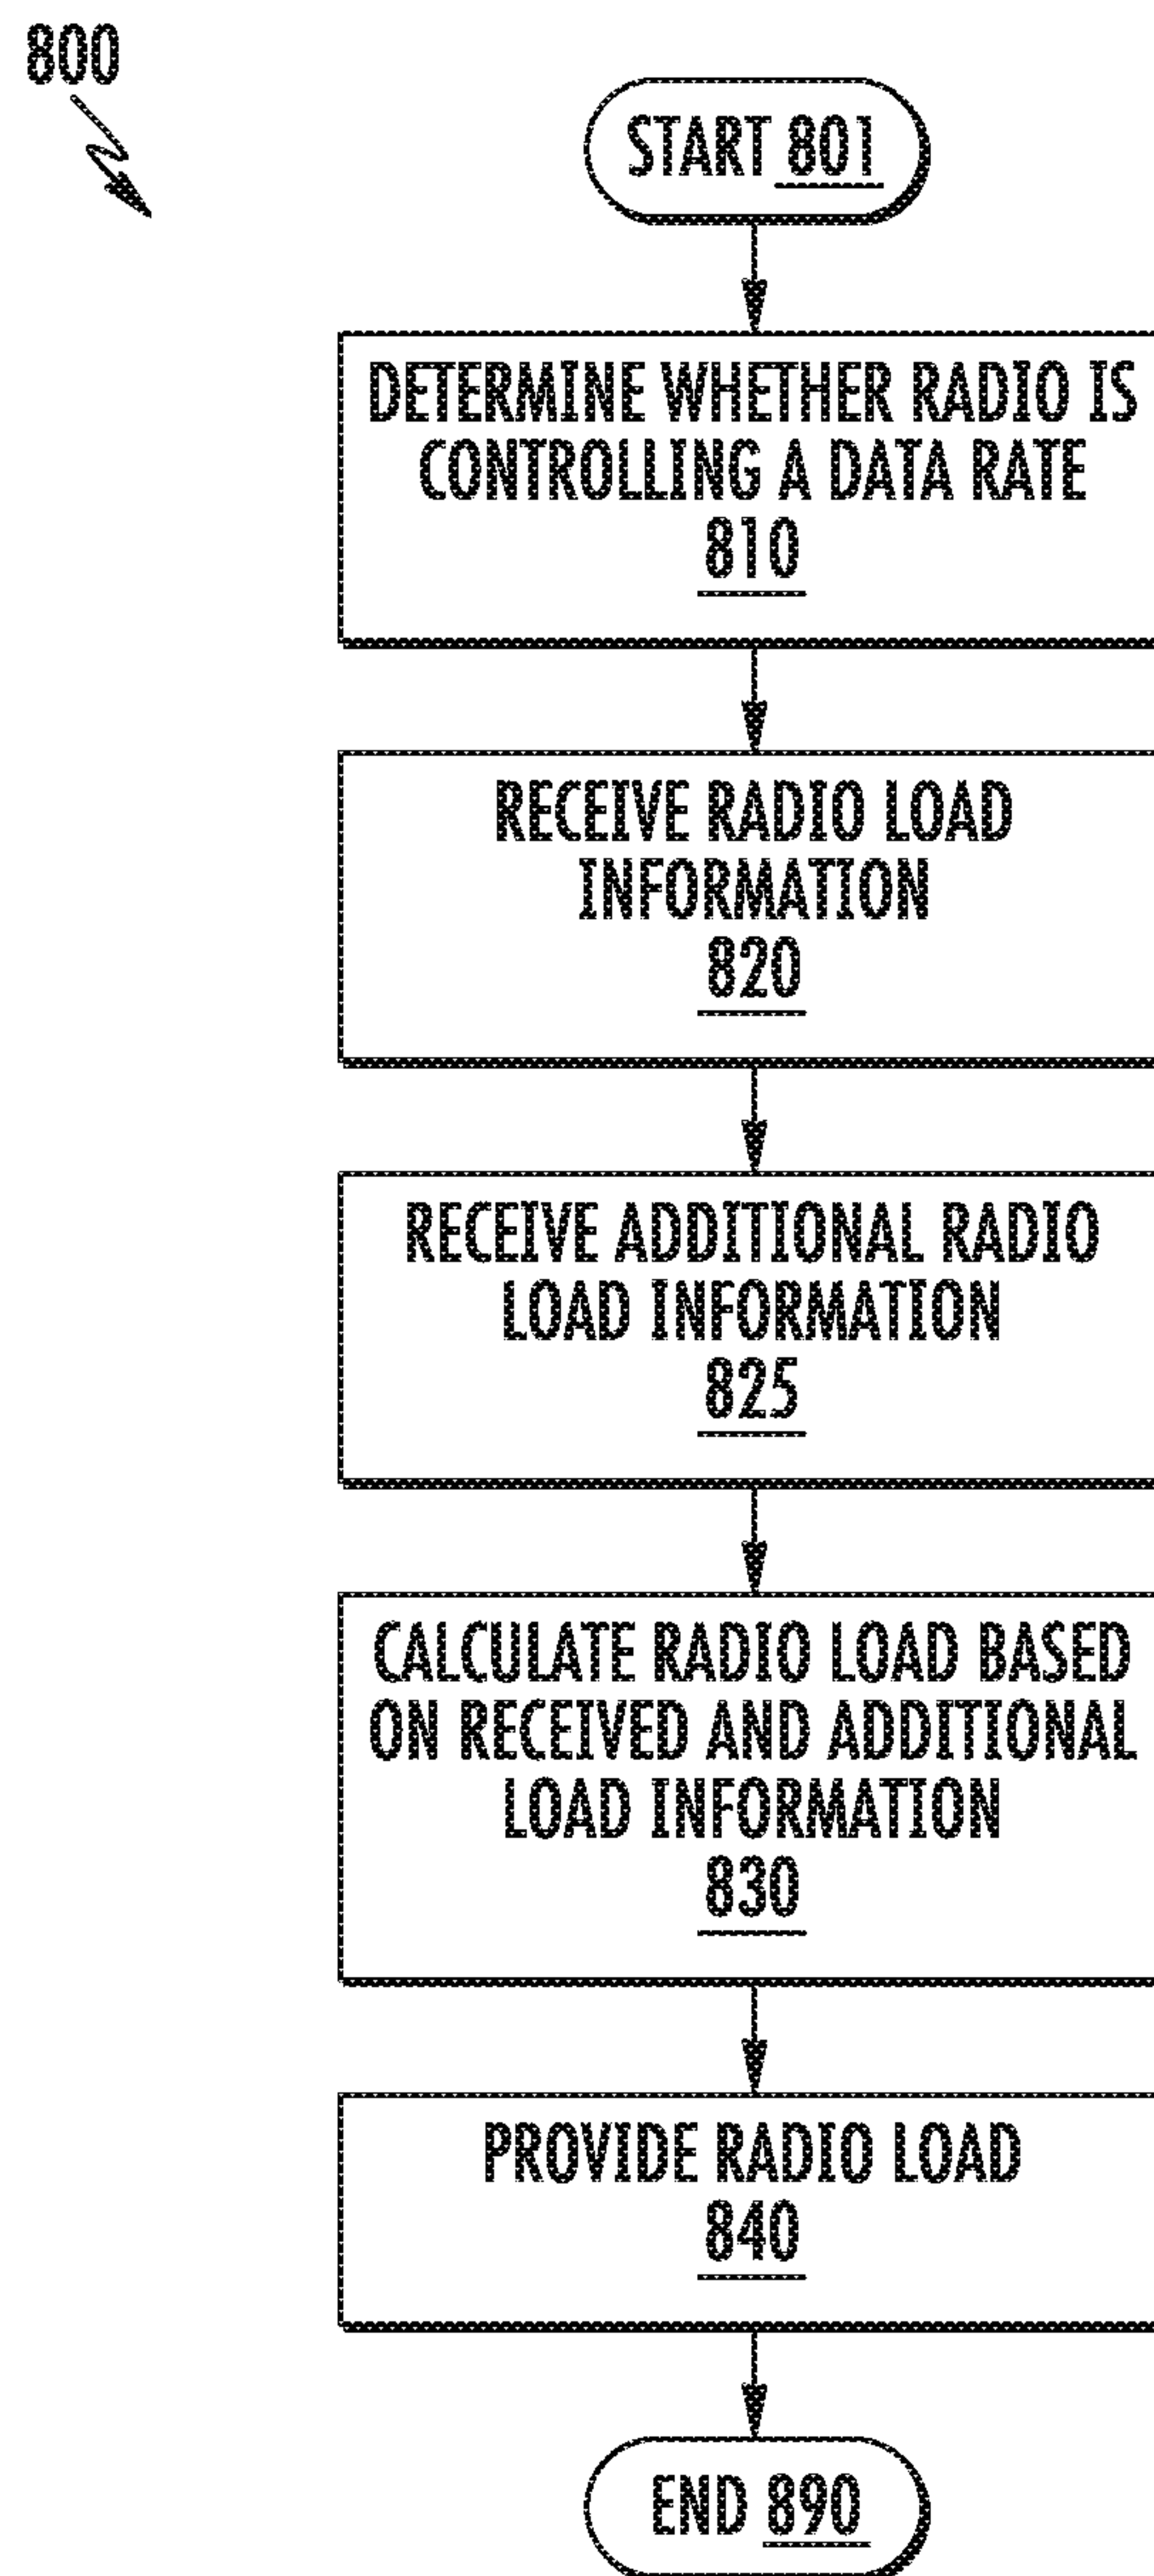 800
START 801
DETERMINE WHETHER RADIO IS
CONTROLLING A DATA RATE
810
RECEIVE RADIO LOAD
INFORMATION
820
RECEIVE ADDITIONAL RADIO
LOAD INFORMATION
825
CALCULATE RADIO LOAD BASED
ON RECEIVED AND ADDITIONAL
LOAD INFORMATION
830
PROVIDE RADIO LOAD
840
END 890